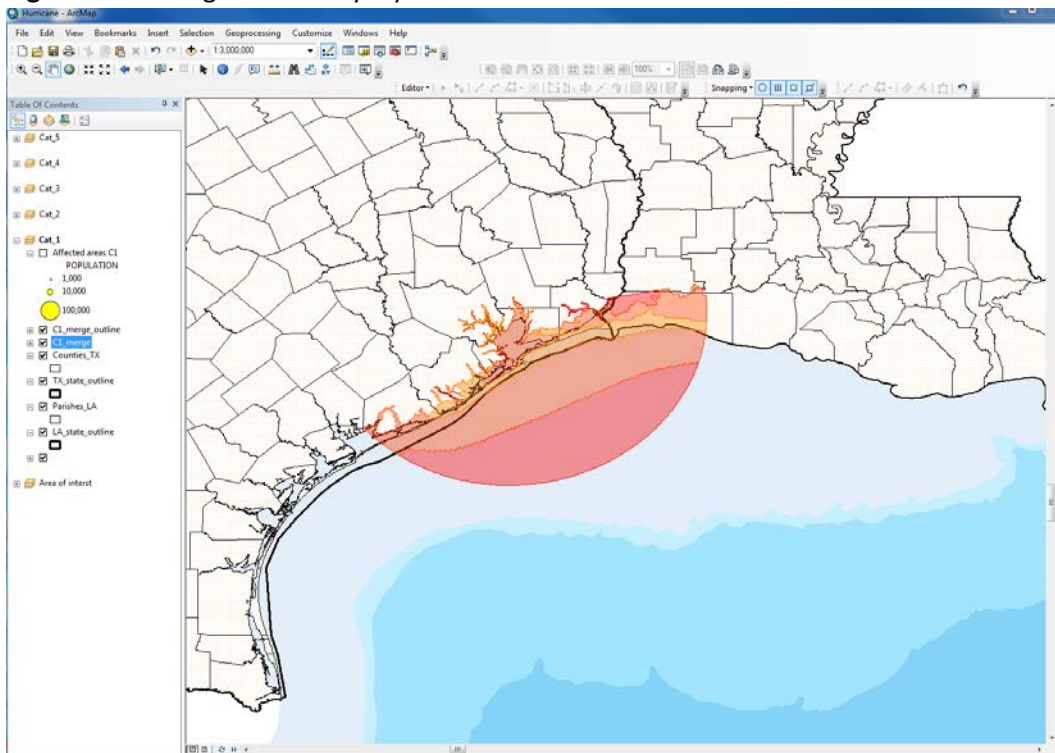 Hurricane - ArcMap
File Edit View Bookmarks Insert Selection Geoprocessing Customize Windows Help
1:3,000,000
100%
Editor
Snapping
Table Of Contents
Cat_5
Cat_4
Cat_3
Cat_2
Cat_1
Affected areas C1
POPULATION
1,000
10,000
100,000
C1_merge_outline
C1_merge
Counties_TX
TX_state_outline
Parishes_LA
LA_state_outline
Area of interst